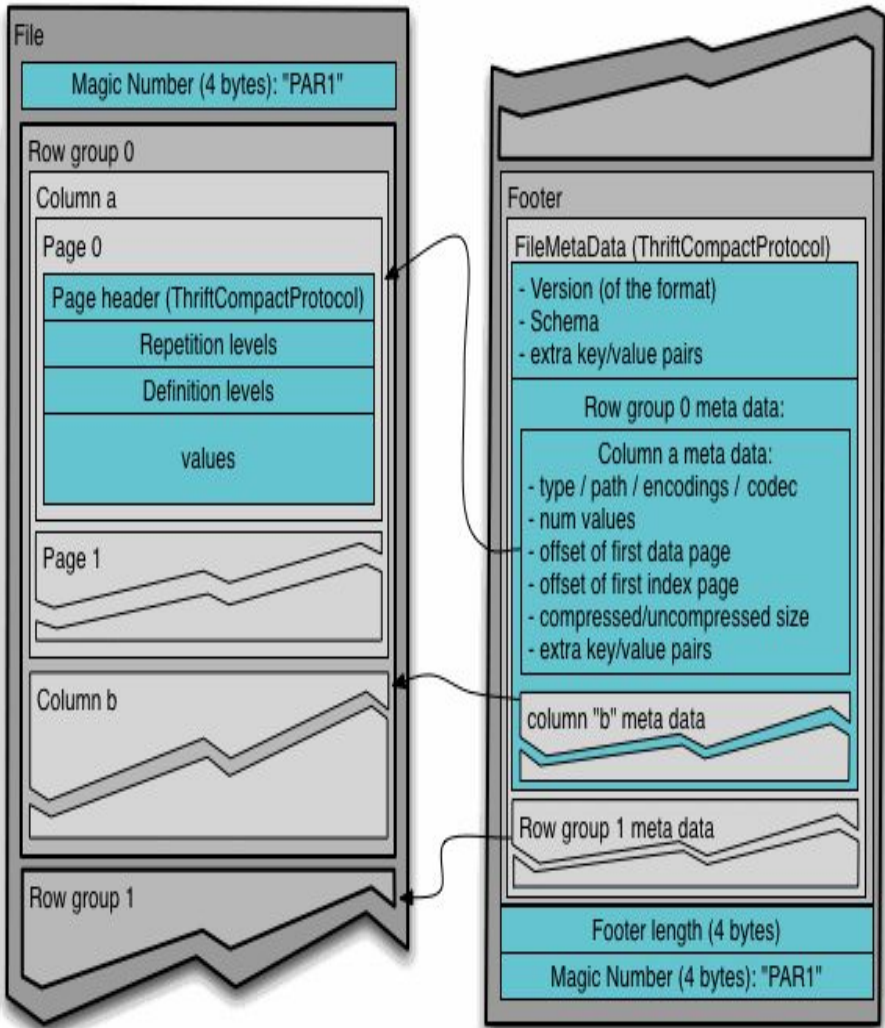 File
Magic Number (4 bytes): "PAR1"
Row group 0
Column a
Page 0
Page header (ThriftCompactProtocol)
Repetition levels
Definition levels
values
Page 1
Column b
Row group 1
Footer
FileMetaData (ThriftCompactProtocol)
- Version (of the format)
- Schema
- extra key/value pairs
Row group 0 meta data:
Column a meta data:
- type / path / encodings / codec
- num values
- offset of first data page
- offset of first index page
- compressed/uncompressed size
- extra key/value pairs
column "b" meta data
Row group 1 meta data
Footer length (4 bytes)
Magic Number (4 bytes): "PAR1"